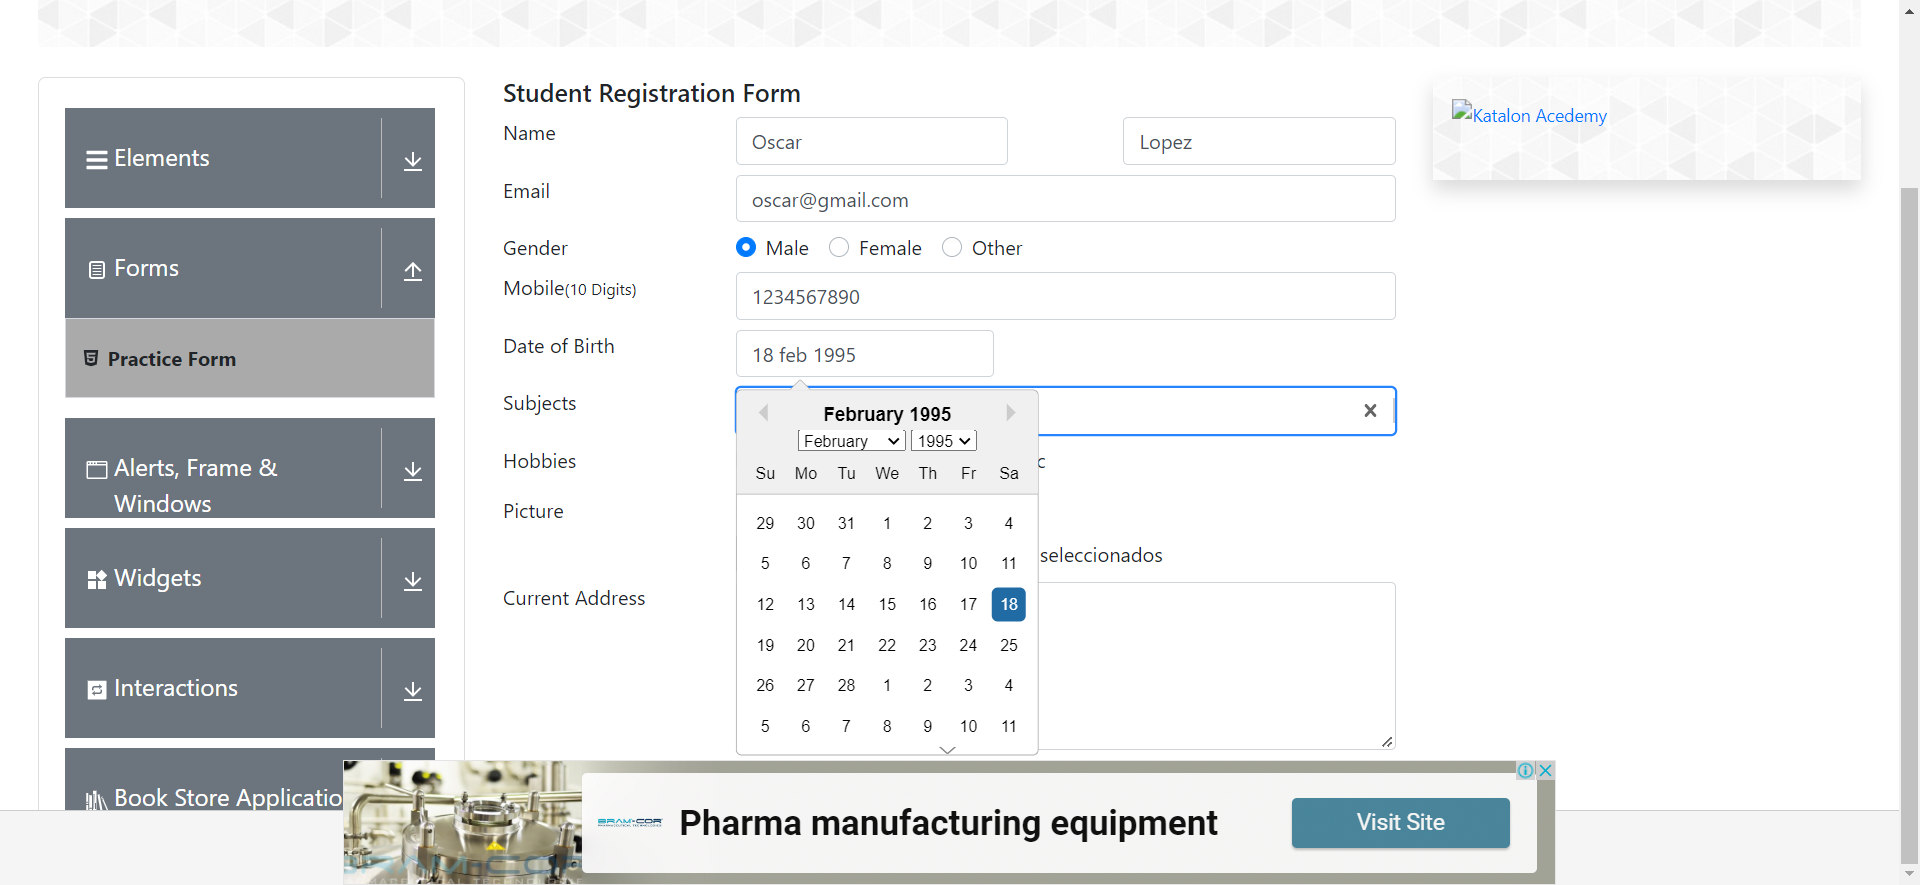 Elements
Forms
Practice Form
Alerts, Frame &
Windows
Widgets
Interactions
Book Store Applicatio
Student Registration Form
Name
Oscar
Lopez
Email
oscar@gmail.com
Gender
Male
Female
Other
Mobile(10 Digits)
1234567890
Date of Birth
18 feb 1995
Subjects
Hobbies
c
Picture
seleccionados
Current Address
February 1995
February
1995
Su Mo Tu We Th Fr Sa
29 30 31 1 2 3 4
5 6 7 8 9 10 11
12 13 14 15 16 17 18
19 20 21 22 23 24 25
26 27 28 1 2 3 4
5 6 7 8 9 10 11
Katalon Acedemy
BRAM-COR
Pharma manufacturing equipment
Visit Site